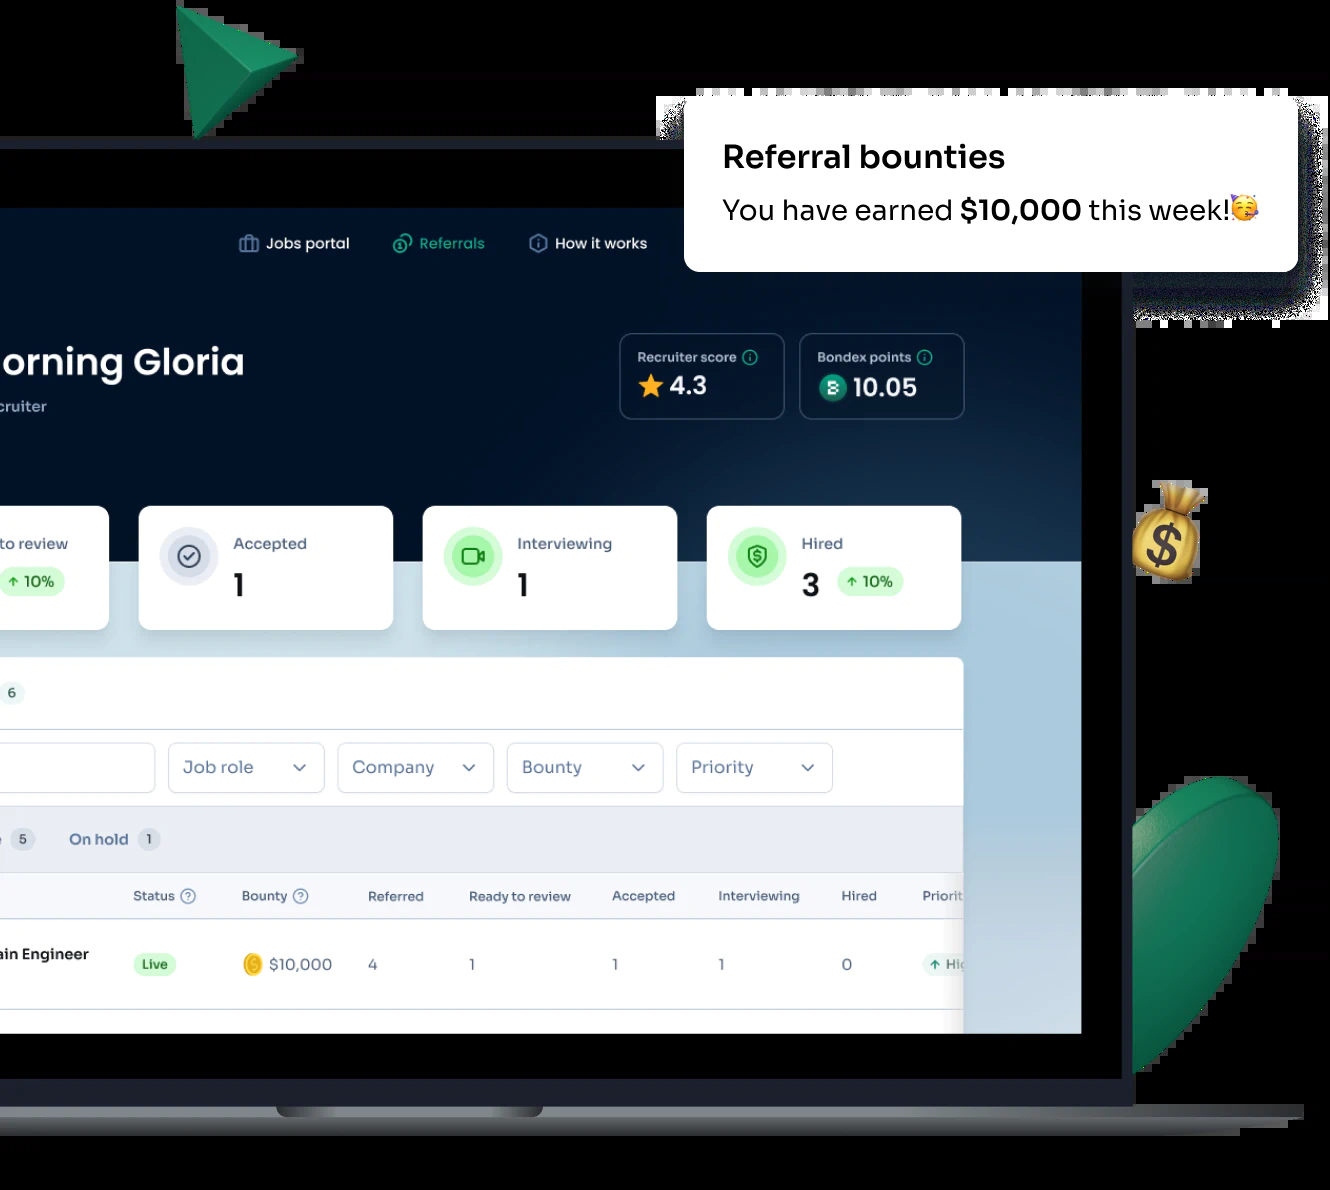 Referral bounties
You have earned $10,000 this week!🥳
Jobs portal
Referrals
How it works
orning Gloria
cruiter
Recruiter score
4.3
Bondex points
10.05
to review
10%
Accepted
1
Interviewing
1
Hired
3
10%
6
Job role
Company
Bounty
Priority
5
On hold 1
Status Bounty Referred Ready to review Accepted Interviewing Hired Priorit
ain Engineer
Live $10,000 4 1 1 1 0 Hig